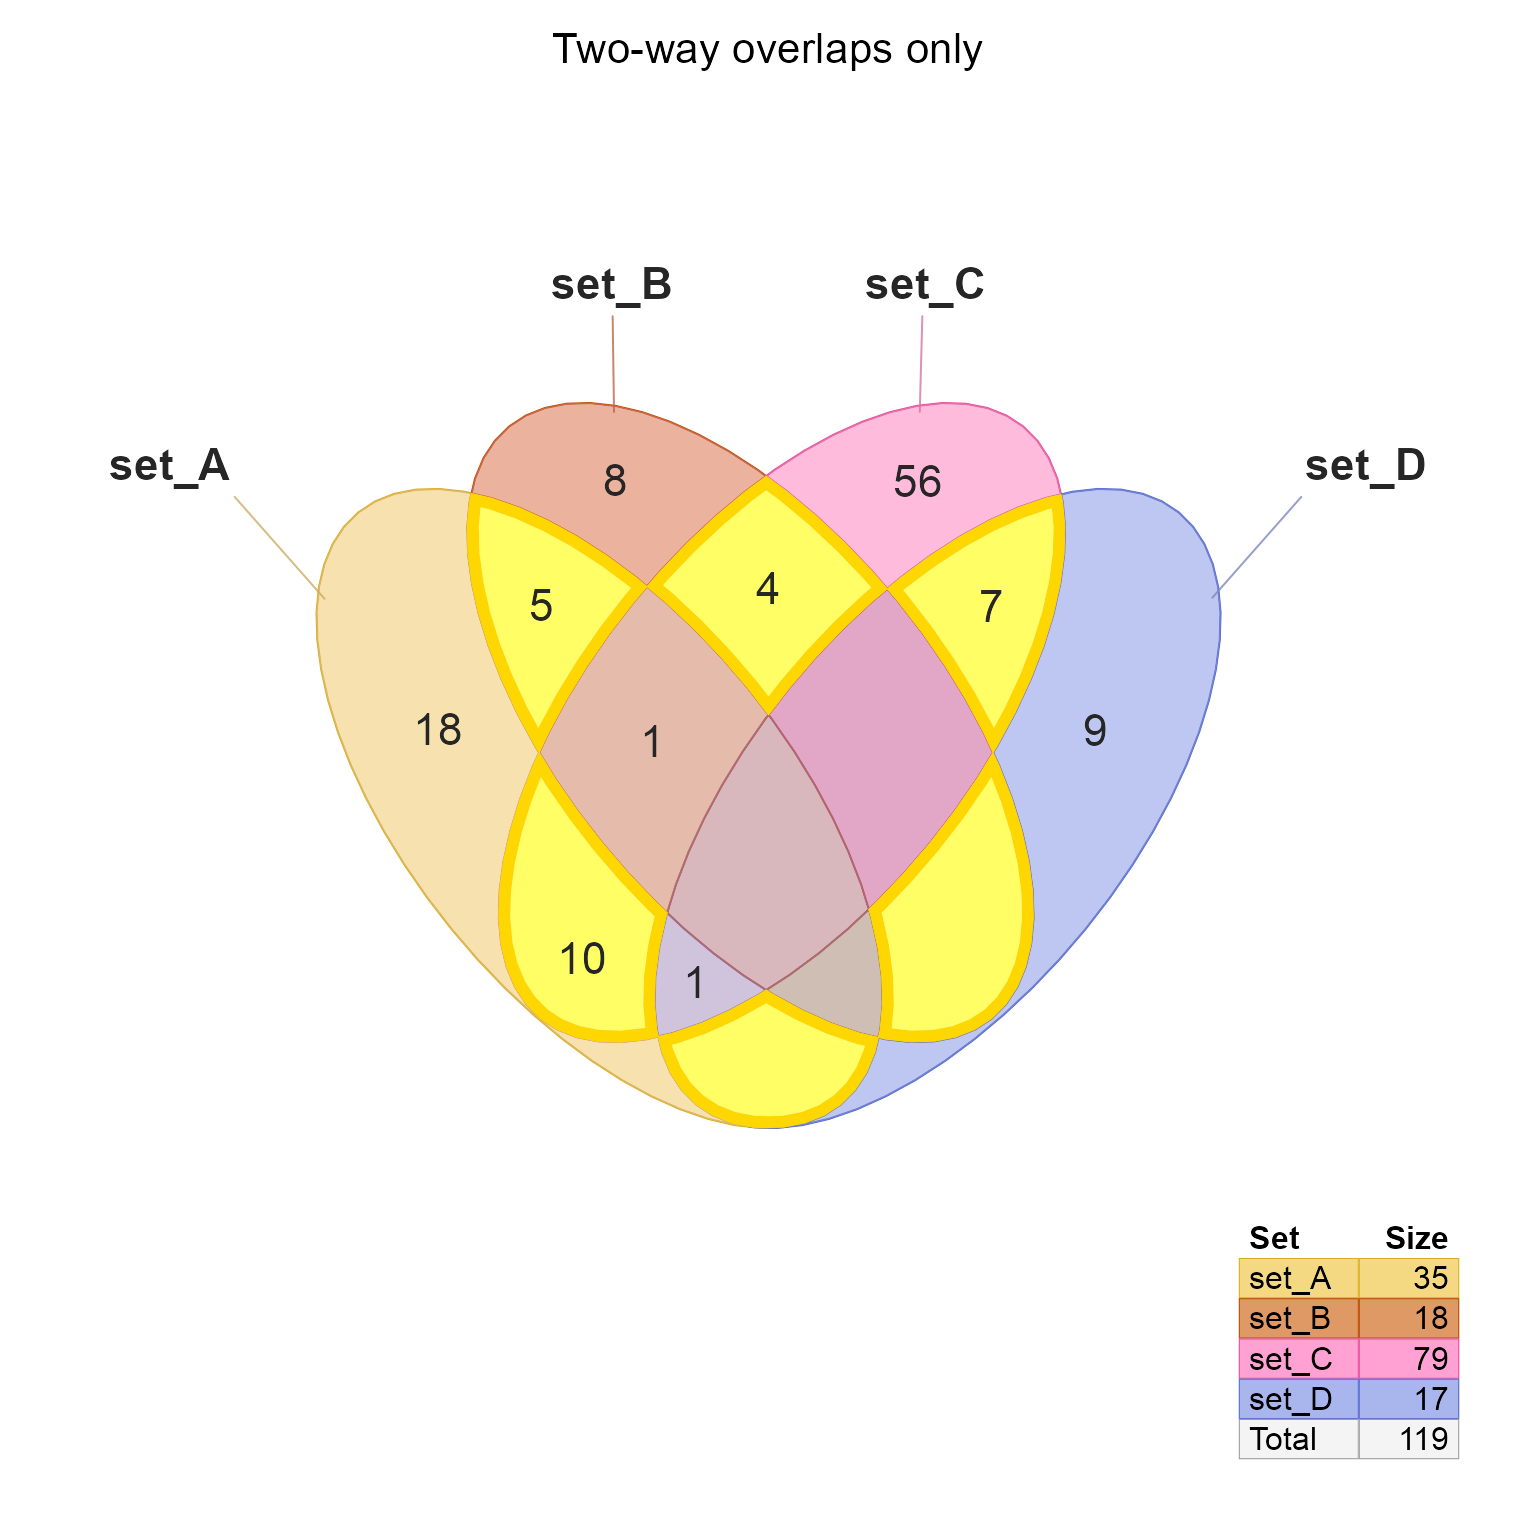 Two-way overlaps only
set_B
set_C
set_A
set_D
8
56
5
4
7
18
1
9
10
1
Set Size
set_A 35
set_B 18
set_C 79
set_D 17
Total 119